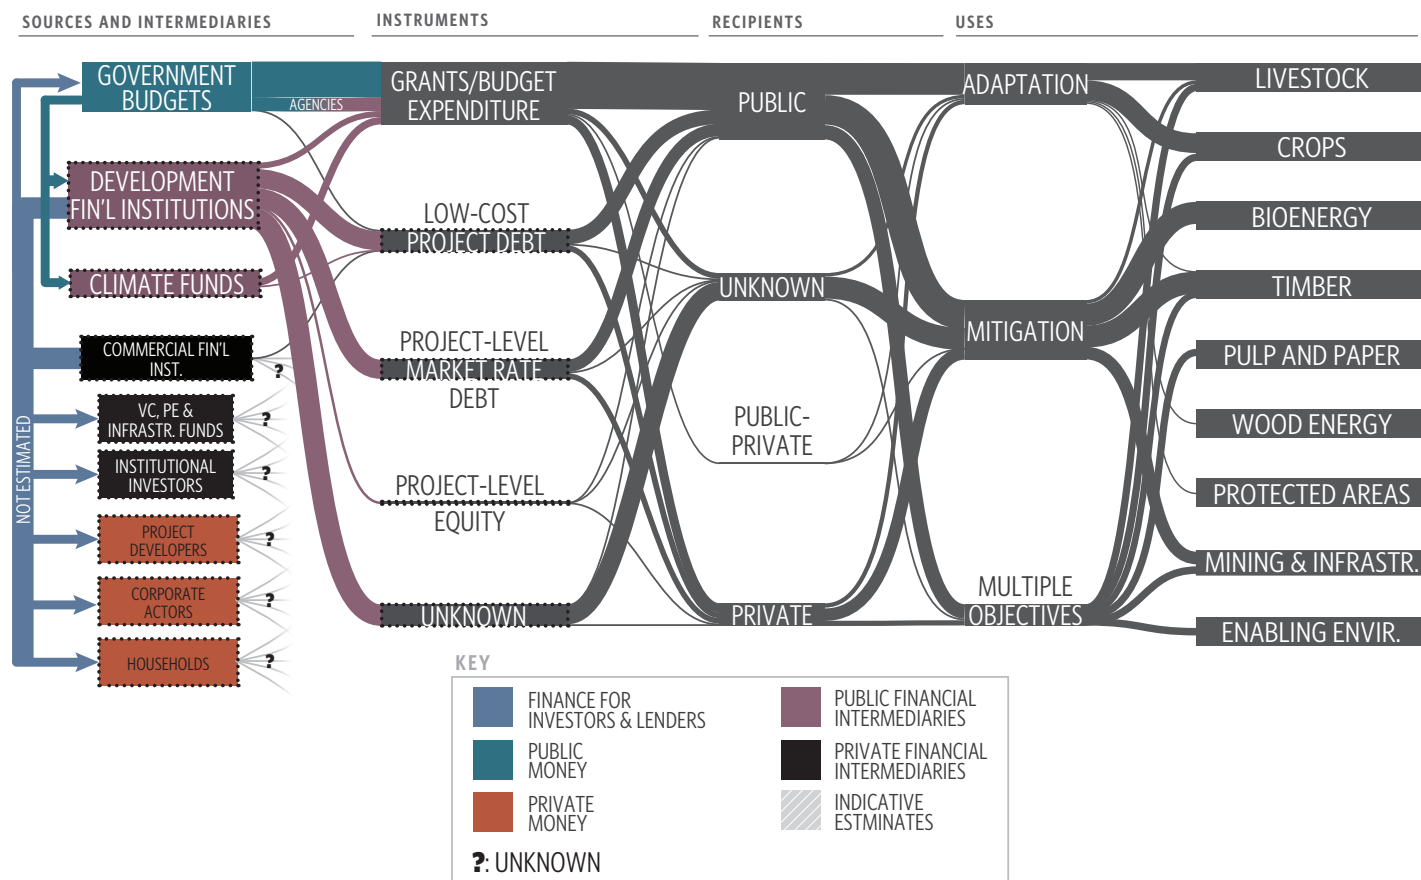 SOURCES AND INTERMEDIARIES
INSTRUMENTS
RECIPIENTS
USES
GOVERNMENT
BUDGETS
AGENCIES
DEVELOPMENT
FIN'L INSTITUTIONS
CLIMATE FUNDS
COMMERCIAL FIN'L
INST.
?
VC, PE &
INFRASTR. FUNDS
?
INSTITUTIONAL
INVESTORS
?
PROJECT
DEVELOPERS
?
CORPORATE
ACTORS
?
HOUSEHOLDS
?
NOT ESTIMATED
GRANTS/BUDGET
EXPENDITURE
LOW-COST
PROJECT DEBT
PROJECT-LEVEL
MARKET RATE
DEBT
PROJECT-LEVEL
EQUITY
UNKNOWN
PUBLIC
UNKNOWN
PUBLIC-
PRIVATE
PRIVATE
ADAPTATION
MITIGATION
MULTIPLE
OBJECTIVES
LIVESTOCK
CROPS
BIOENERGY
TIMBER
PULP AND PAPER
WOOD ENERGY
PROTECTED AREAS
MINING & INFRASTR.
ENABLING ENVIR.
KEY
FINANCE FOR
INVESTORS & LENDERS
PUBLIC
MONEY
PRIVATE
MONEY
?: UNKNOWN
PUBLIC FINANCIAL
INTERMEDIARIES
PRIVATE FINANCIAL
INTERMEDIARIES
INDICATIVE
ESTMINATES